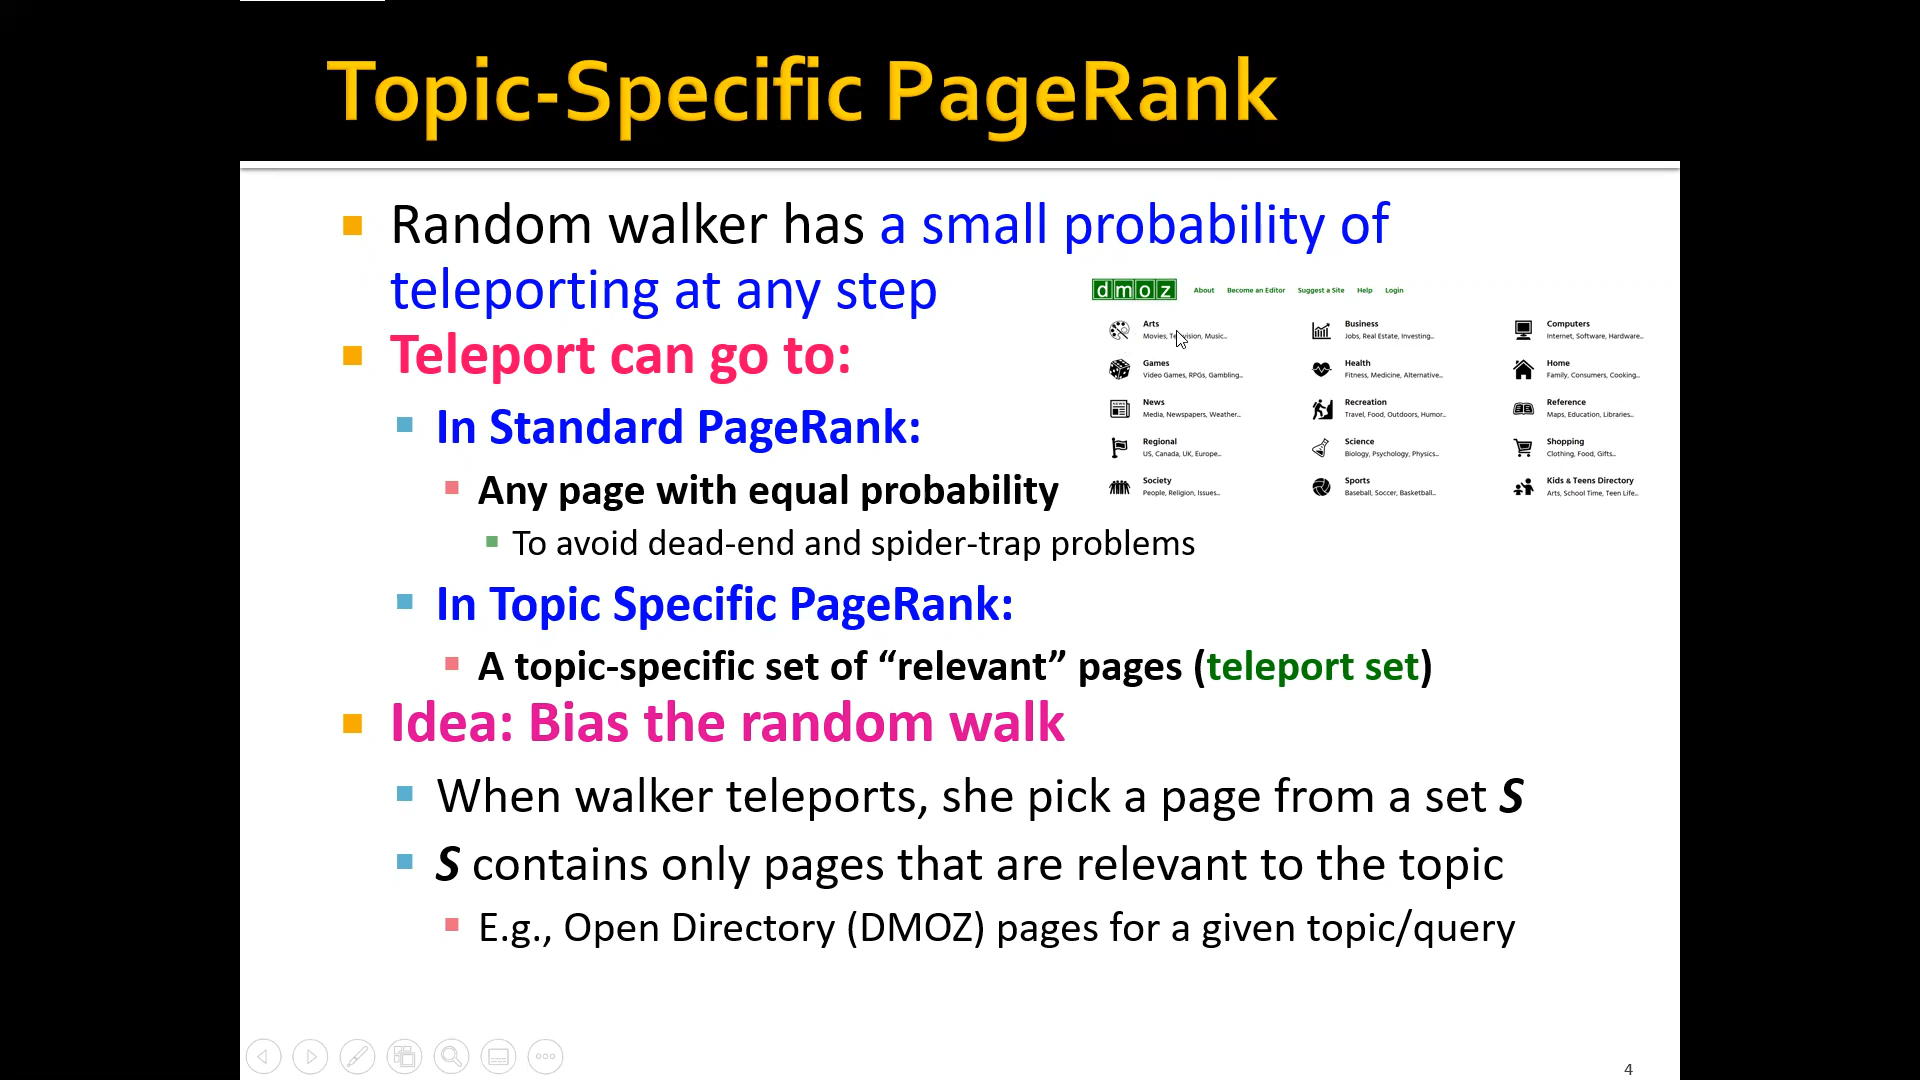 Topic-Specific PageRank
Random walker has a small probability of
teleporting at any step
Teleport can go to:
In Standard PageRank:
Any page with equal probability
To avoid dead-end and spider-trap problems
In Topic Specific PageRank:
A topic-specific set of “relevant” pages (teleport set)
Idea: Bias the random walk
When walker teleports, she pick a page from a set S
S contains only pages that are relevant to the topic
E.g., Open Directory (DMOZ) pages for a given topic/query
dmoz About Become an Editor Suggest a Site Help Login
Arts
Movies, Television, Music...
Business
Jobs, Real Estate, Investing...
Computers
Internet, Software, Hardware...
Games
Video Games, RPGs, Gambling...
Health
Fitness, Medicine, Alternative...
Home
Family, Consumers, Cooking...
News
Media, Newspapers, Weather...
Recreation
Travel, Food, Outdoors, Humor...
Reference
Maps, Education, Libraries...
Regional
US, Canada, UK, Europe...
Science
Biology, Psychology, Physics...
Shopping
Clothing, Food, Gifts...
Society
People, Religion, Issues...
Sports
Baseball, Soccer, Basketball...
Kids & Teens Directory
Arts, School Time, Teen Life...
4